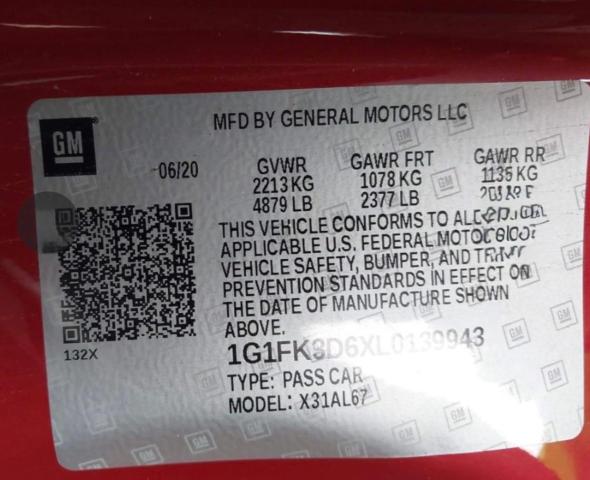 GM
MFD BY GENERAL MOTORS LLC
06/20
GVWR
2213 KG
4879 LB
GAWR FRT
1078 KG
2377 LB
GAWR RR
1135 KG
THIS VEHICLE CONFORMS TO ALL
APPLICABLE U.S. FEDERAL MOTOR
VEHICLE SAFETY, BUMPER, AND
PREVENTION STANDARDS IN EFFECT ON
THE DATE OF MANUFACTURE SHOWN
ABOVE.
1G1FK3D6XL0139943
TYPE: PASS CAR
MODEL: X31AL67
132X